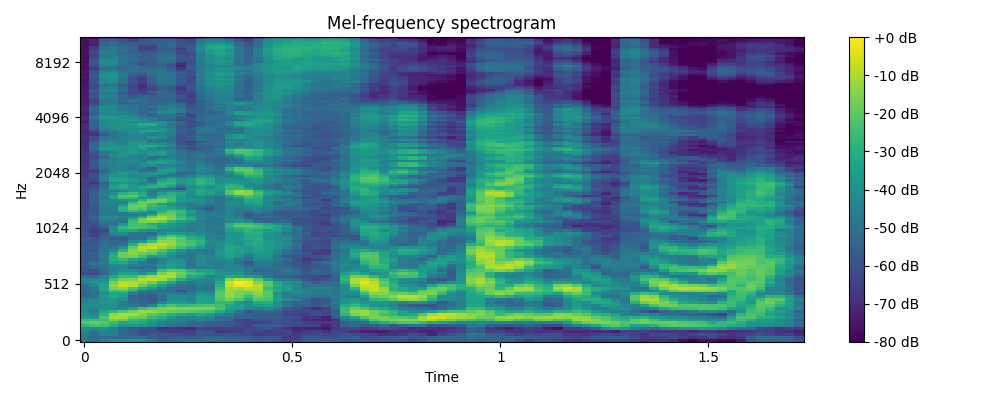 Mel-frequency spectrogram
Hz
8192
4096
2048
1024
512
0
0
0.5
1
1.5
Time
+0 dB
-10 dB
-20 dB
-30 dB
-40 dB
-50 dB
-60 dB
-70 dB
-80 dB